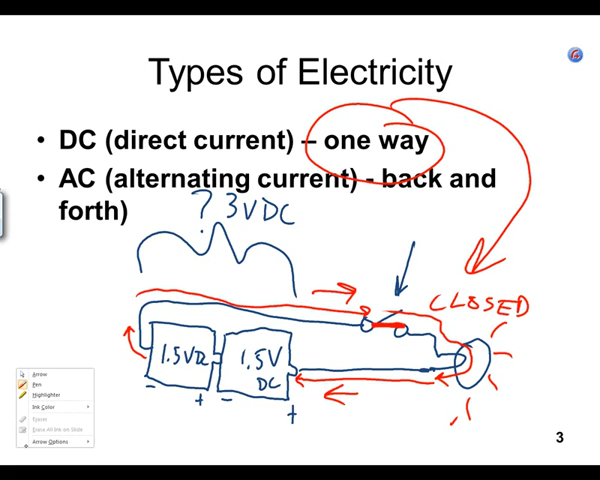 Types of Electricity
• DC (direct current) – one way
• AC (alternating current) - back and
forth)
? 3VDC
CLOSED
1.5VDC
1.5V
DC
- + - +
Arrow
Pen
Highlighter
Ink Color
Eraser
Erase All Ink on Slide
Arrow Options
3